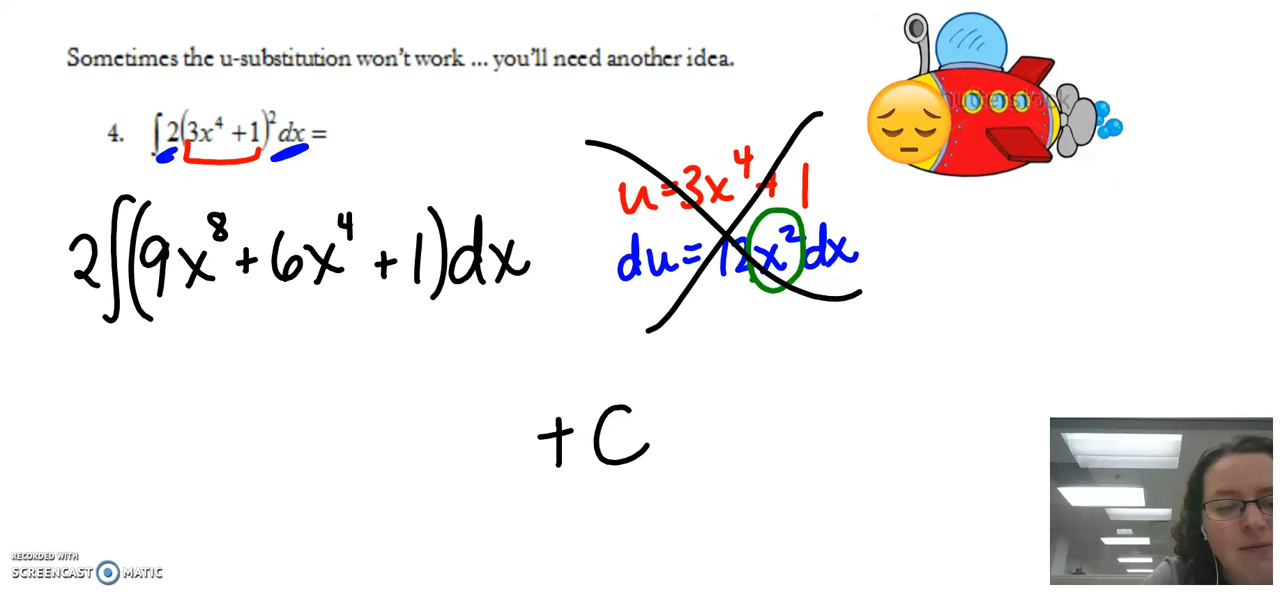 Sometimes the u-substitution won't work ... you'll need another idea.
4. ∫2(3x⁴ +1)² dx =
u=3x⁴+1
du=12x²dx
2∫(9x⁸+6x⁴+1)dx
+ C
RECORDED WITH
SCREENCAST MATIC